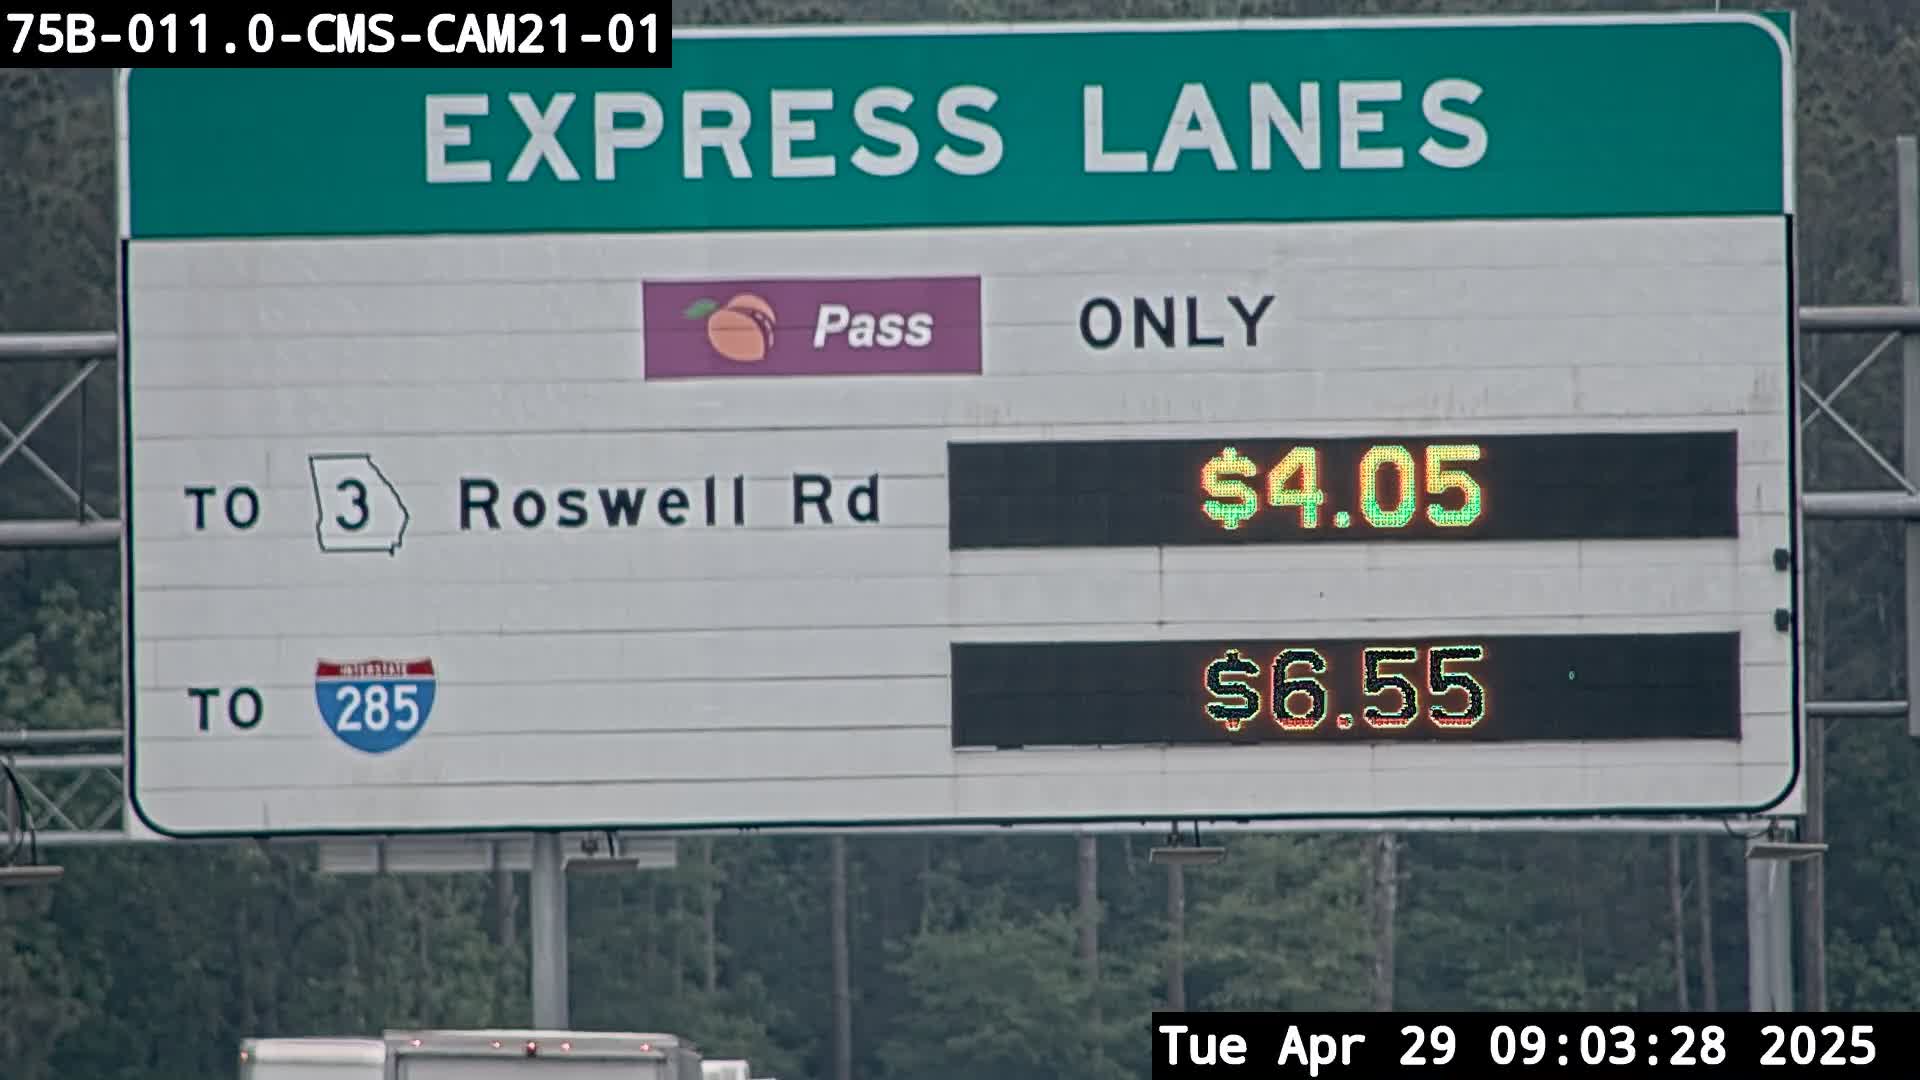 75B-011.0-CMS-CAM21-01
EXPRESS LANES
Pass ONLY
TO 3 Roswell Rd $4.05
INTERSTATE
TO 285 $6.55
Tue Apr 29 09:03:28 2025